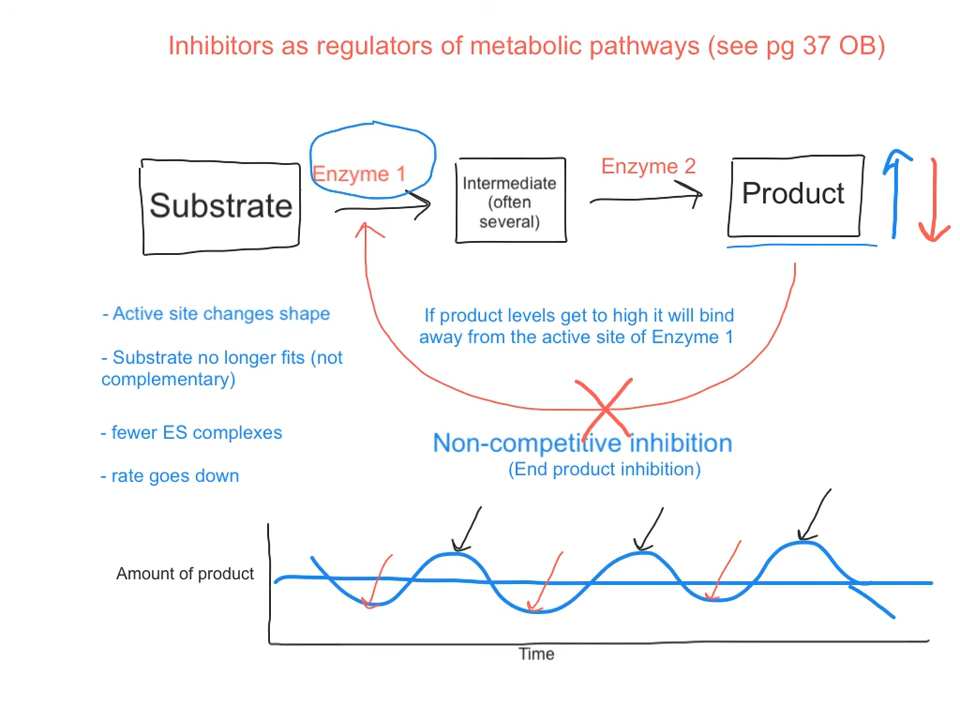 Inhibitors as regulators of metabolic pathways (see pg 37 OB)
Substrate
Enzyme 1
Intermediate
(often
several)
Enzyme 2
Product
- Active site changes shape
- Substrate no longer fits (not
complementary)
- fewer ES complexes
- rate goes down
If product levels get to high it will bind
away from the active site of Enzyme 1
Non-competitive inhibition
(End product inhibition)
Amount of product
Time